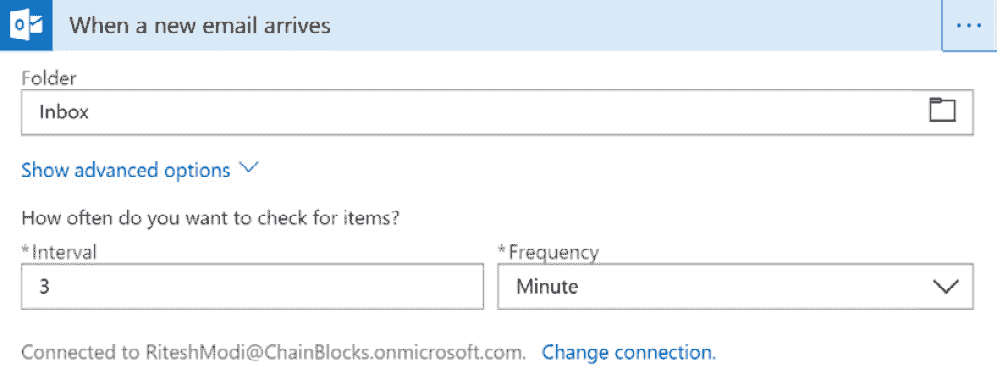 When a new email arrives
Folder
Inbox
Show advanced options
How often do you want to check for items?
*Interval
*Frequency
3
Minute
Connected to RiteshModi@ChainBlocks.onmicrosoft.com. Change connection.